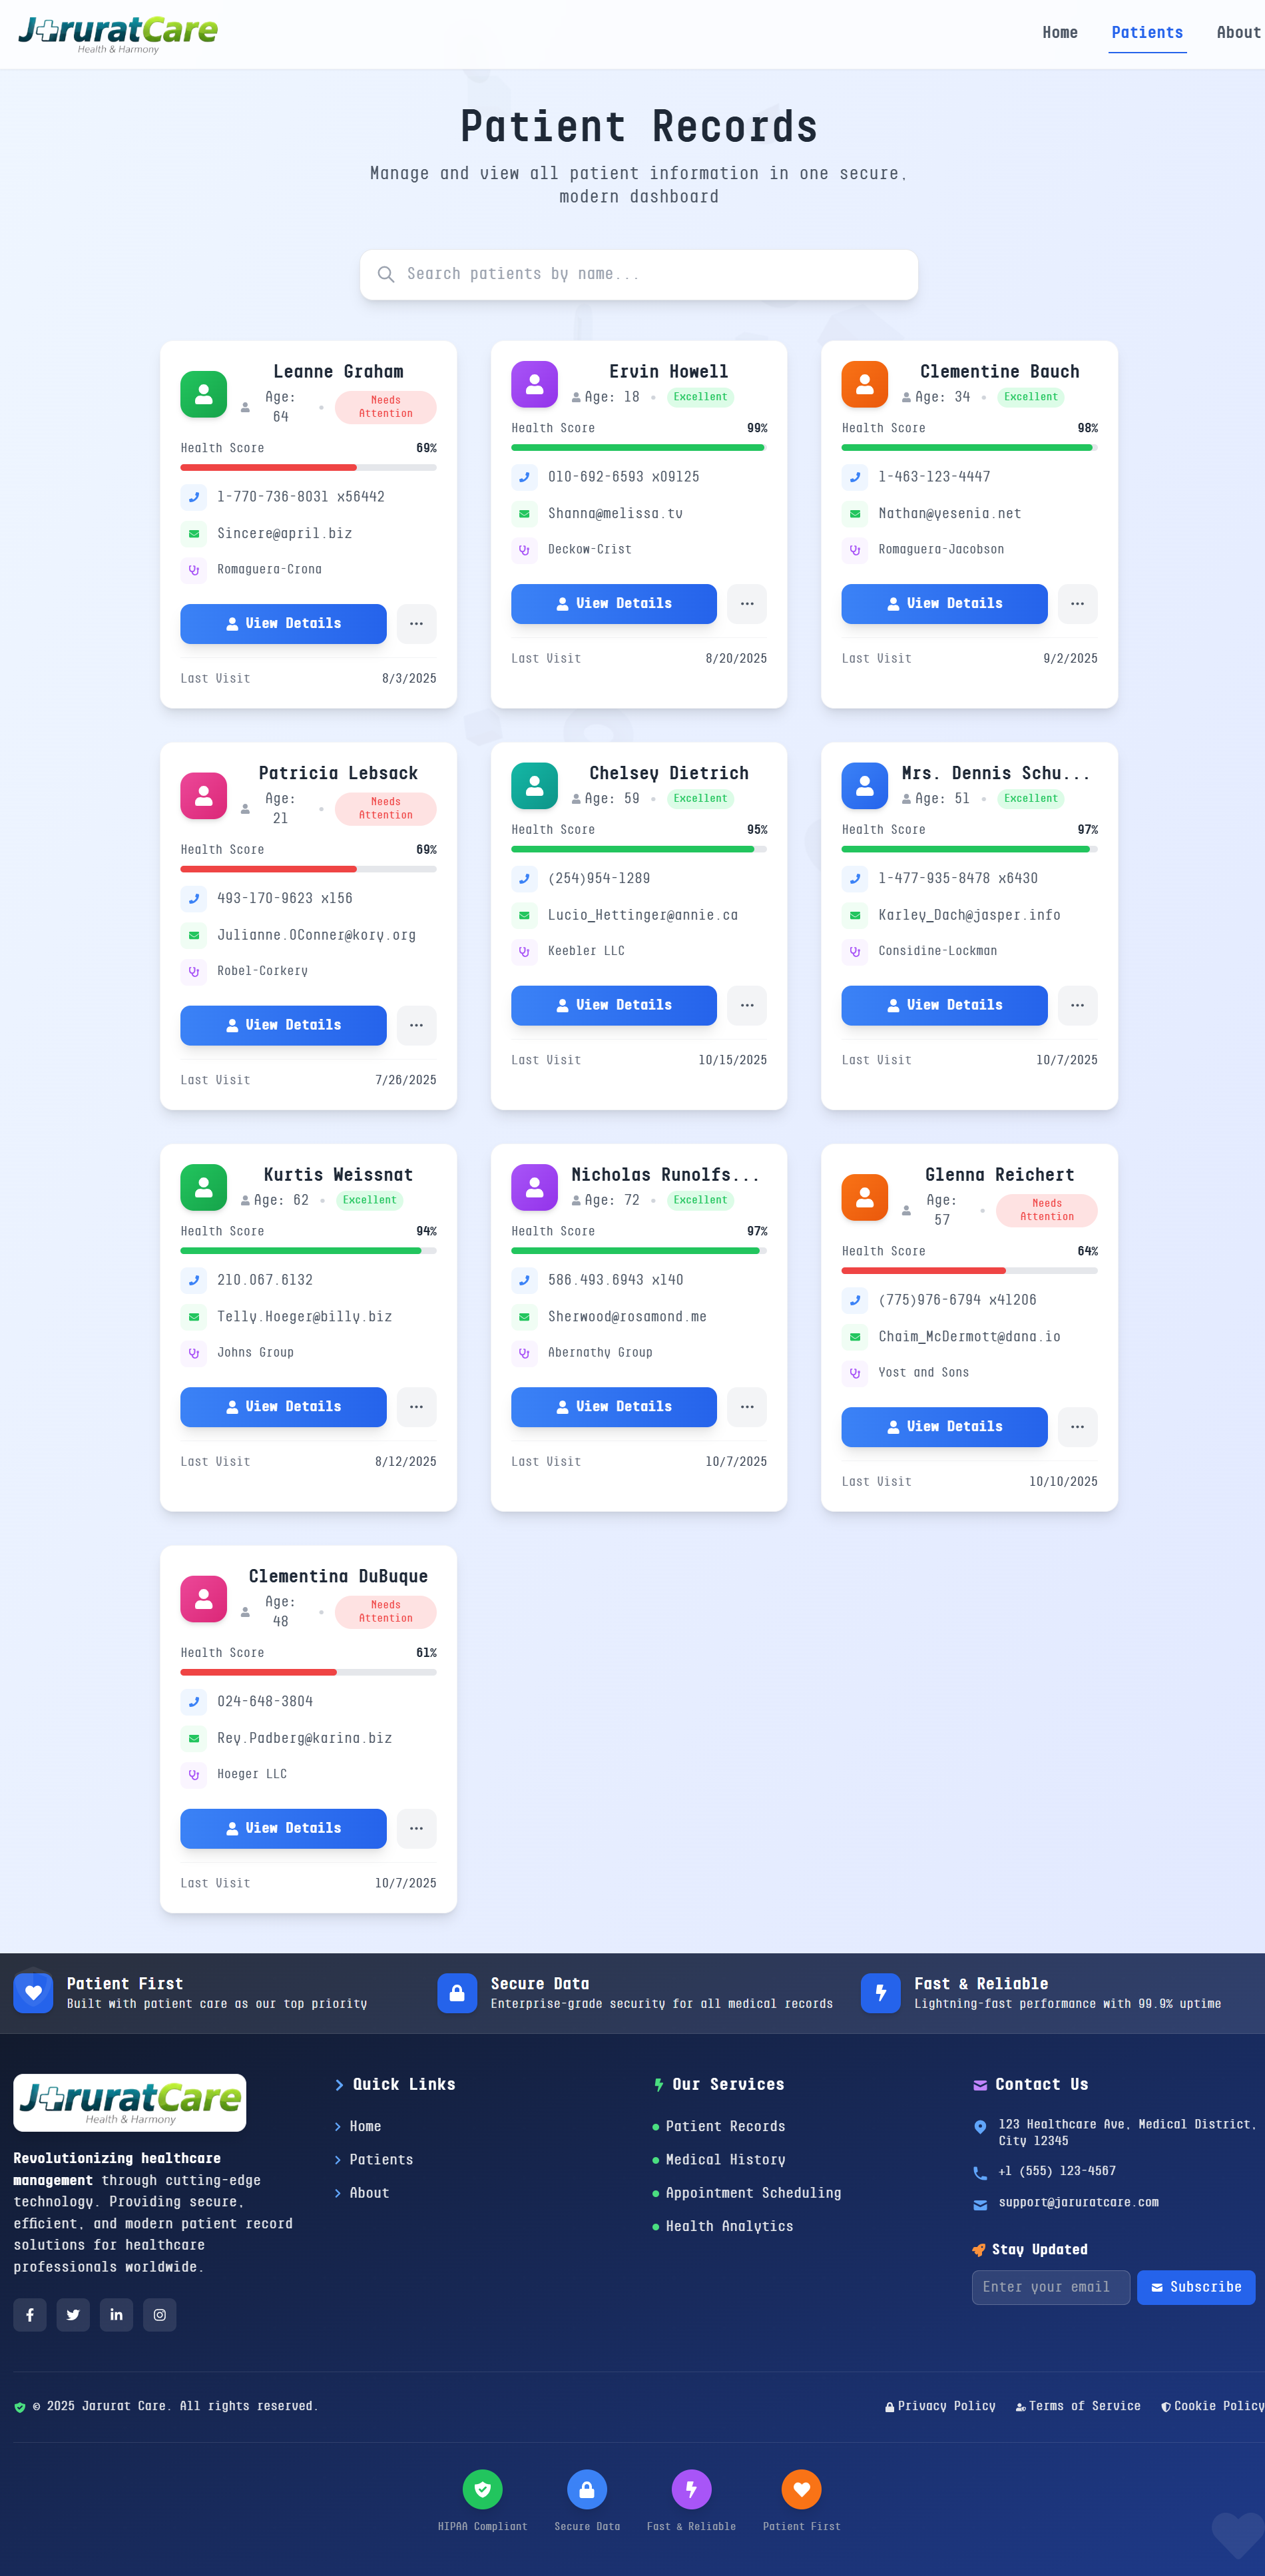 JaruratCare
Health & Harmony
Home
Patients
About
Patient Records
Manage and view all patient information in one secure,
modern dashboard
Search patients by name...
Leanne Graham
Age:
64
Needs
Attention
Health Score
69%
1-770-736-8031 x56442
Sincere@april.biz
Romaguera-Crona
View Details
Last Visit
8/3/2025
Ervin Howell
Age: 18
Excellent
Health Score
99%
010-692-6593 x09125
Shanna@melissa.tv
Deckow-Crist
View Details
Last Visit
8/20/2025
Clementine Bauch
Age: 34
Excellent
Health Score
98%
1-463-123-4447
Nathan@yesenia.net
Romaguera-Jacobson
View Details
Last Visit
9/2/2025
Patricia Lebsack
Age:
21
Needs
Attention
Health Score
69%
493-170-9623 x156
Julianne.OConner@kory.org
Robel-Corkery
View Details
Last Visit
7/26/2025
Chelsey Dietrich
Age: 59
Excellent
Health Score
95%
(254)954-1289
Lucio_Hettinger@annie.ca
Keebler LLC
View Details
Last Visit
10/15/2025
Mrs. Dennis Schu...
Age: 51
Excellent
Health Score
97%
1-477-935-8478 x6430
Karley_Dach@jasper.info
Considine-Lockman
View Details
Last Visit
10/7/2025
Kurtis Weissnat
Age: 62
Excellent
Health Score
94%
210.067.6132
Telly.Hoeger@billy.biz
Johns Group
View Details
Last Visit
8/12/2025
Nicholas Runolfs...
Age: 72
Excellent
Health Score
97%
586.493.6943 x140
Sherwood@rosamond.me
Abernathy Group
View Details
Last Visit
10/7/2025
Glenna Reichert
Age:
57
Needs
Attention
Health Score
64%
(775)976-6794 x41206
Chaim_McDermott@dana.io
Yost and Sons
View Details
Last Visit
10/10/2025
Clementina DuBuque
Age:
48
Needs
Attention
Health Score
61%
024-648-3804
Rey.Padberg@karina.biz
Hoeger LLC
View Details
Last Visit
10/7/2025
Patient First
Built with patient care as our top priority
Secure Data
Enterprise-grade security for all medical records
Fast & Reliable
Lightning-fast performance with 99.9% uptime
JaruratCare
Health & Harmony
Revolutionizing healthcare
management through cutting-edge
technology. Providing secure,
efficient, and modern patient record
solutions for healthcare
professionals worldwide.
Quick Links
Home
Patients
About
Our Services
Patient Records
Medical History
Appointment Scheduling
Health Analytics
Contact Us
123 Healthcare Ave, Medical District,
City 12345
+1 (555) 123-4567
support@jaruratcare.com
Stay Updated
Enter your email
Subscribe
© 2025 Jarurat Care. All rights reserved.
Privacy Policy
Terms of Service
Cookie Policy
HIPAA Compliant
Secure Data
Fast & Reliable
Patient First